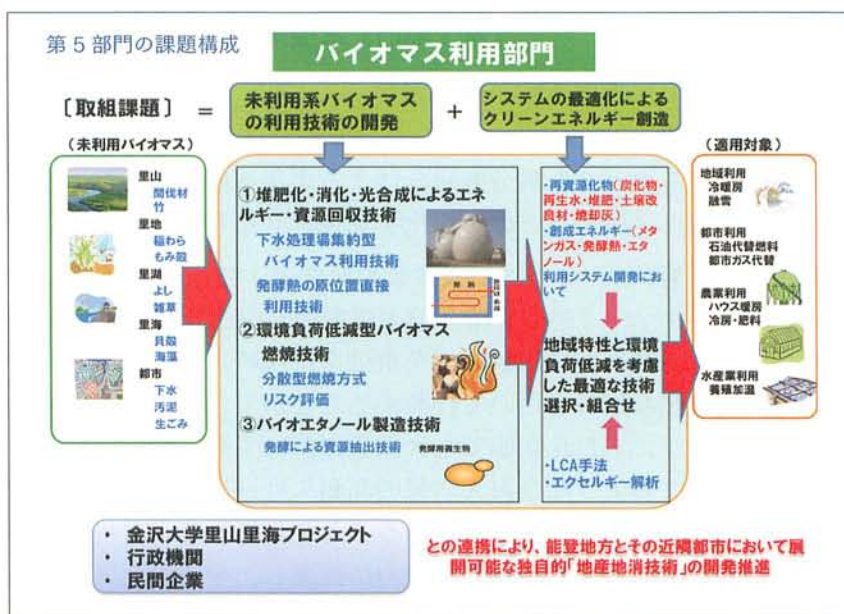 第5部門の課題構成
バイオマス利用部門
〔取組課題〕
=
未利用系バイオマス
の利用技術の開発
+
システムの最適化による
クリーンエネルギー創造
(未利用バイオマス)
里山
間伐材
竹
里地
稲わら
もみ殻
里湖
よし
雑草
里海
貝殻
海藻
都市
下水
汚泥
生ごみ
①堆肥化・消化・光合成によるエネ
ルギー・資源回収技術
下水処理場集約型
バイオマス利用技術
発酵熱の原位置直接
利用技術
②環境負荷低減型バイオマス
燃焼技術
分散型燃焼方式
リスク評価
③バイオエタノール製造技術
発酵による資源抽出技術
発酵用微生物
・再資源化物(炭化物・
再生水・堆肥・土壌改
良材・焼却灰)
・創成エネルギー(メタ
ンガス・発酵熱・エタ
ノール)
利用システム開発にお
いて
地域特性と環境
負荷低減を考慮
した最適な技術
選択・組合せ
・LCA手法
・エクセルギー解析
(適用対象)
地域利用
冷暖房
融雪
都市利用
石油代替燃料
都市ガス代替
農業利用
ハウス暖房
冷房・肥料
水産業利用
養殖加温
・ 金沢大学里山里海プロジェクト
・ 行政機関
・ 民間企業
との連携により、能登地方とその近隣都市において展
開可能な独自的「地産地消技術」の開発推進